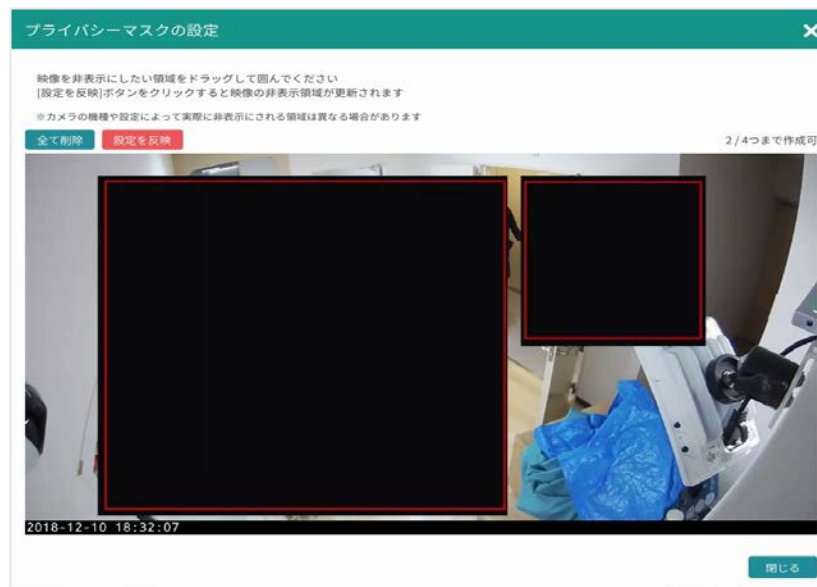 プライバシーマスクの設定
映像を非表示にしたい領域をドラッグして囲んでください
[設定を反映]ボタンをクリックすると映像の非表示領域が更新されます
※カメラの機種や設定によって実際に非表示にされる領域は異なる場合があります
全て削除 設定を反映 2/4つまで作成可
2018-12-10 18:32:07
閉じる